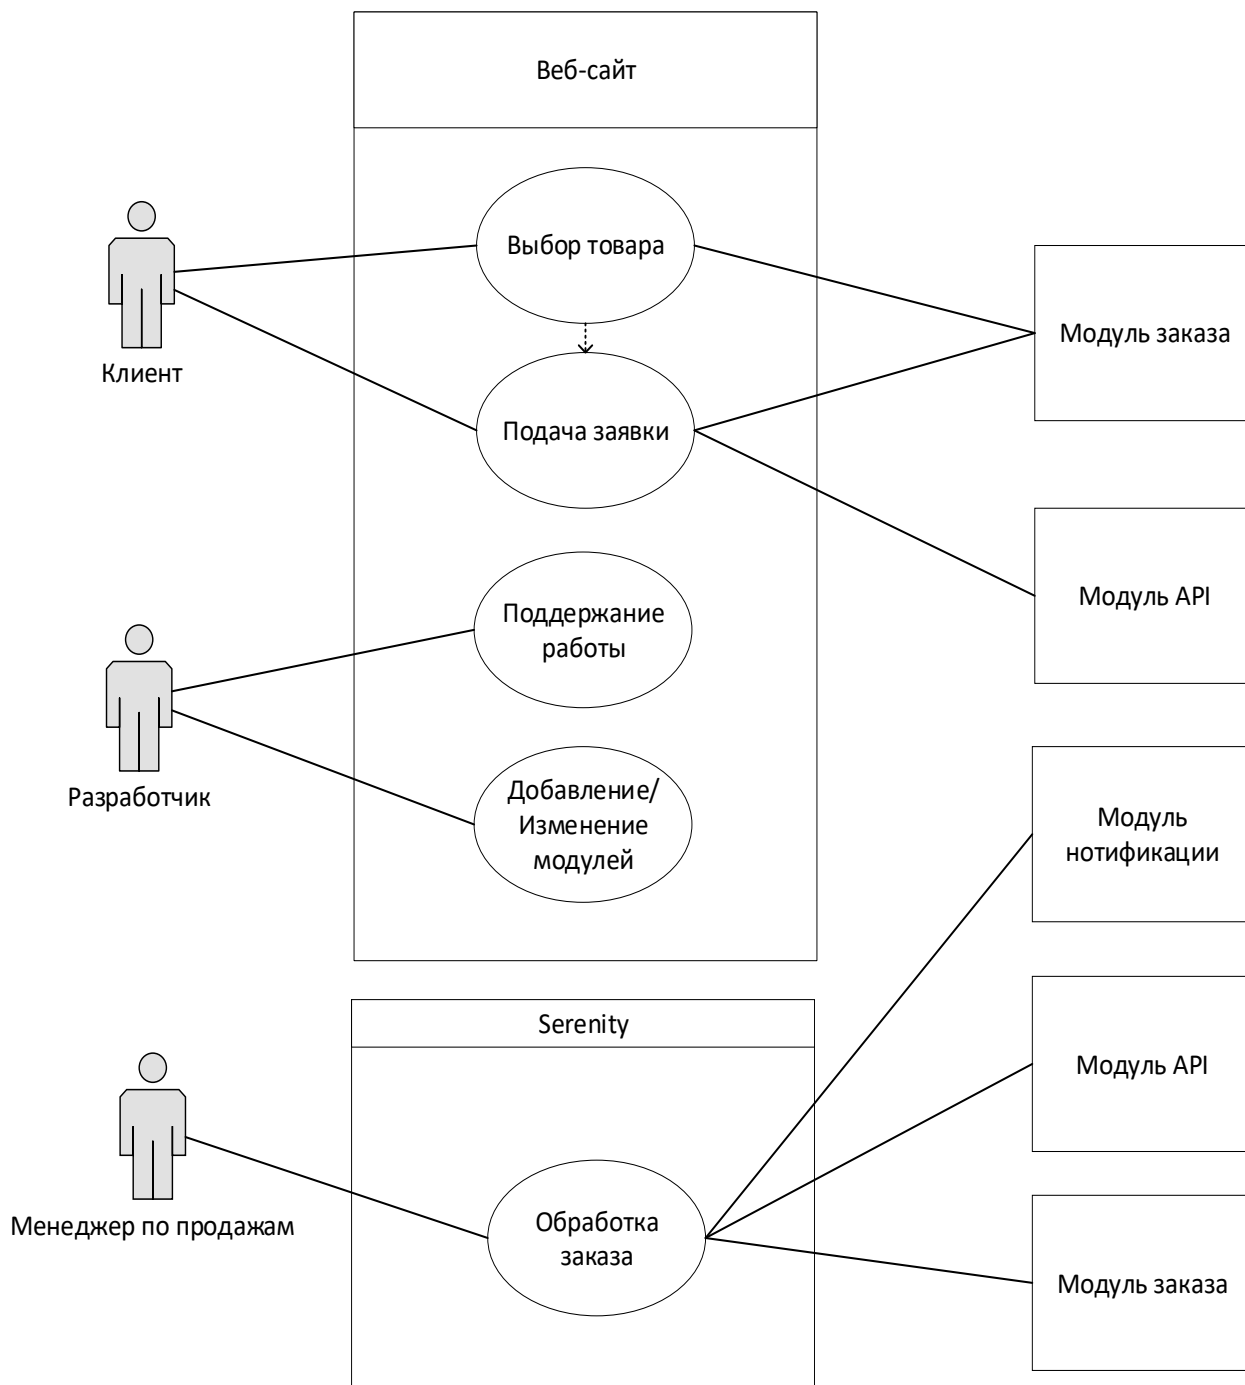 Веб-сайт
Выбор товара
Клиент
Модуль заказа
Подача заявки
Модуль API
Поддержание
работы
Разработчик
Добавление/
Изменение
модулей
Модуль
нотификации
Serenity
Модуль API
Менеджер по продажам
Обработка
заказа
Модуль заказа